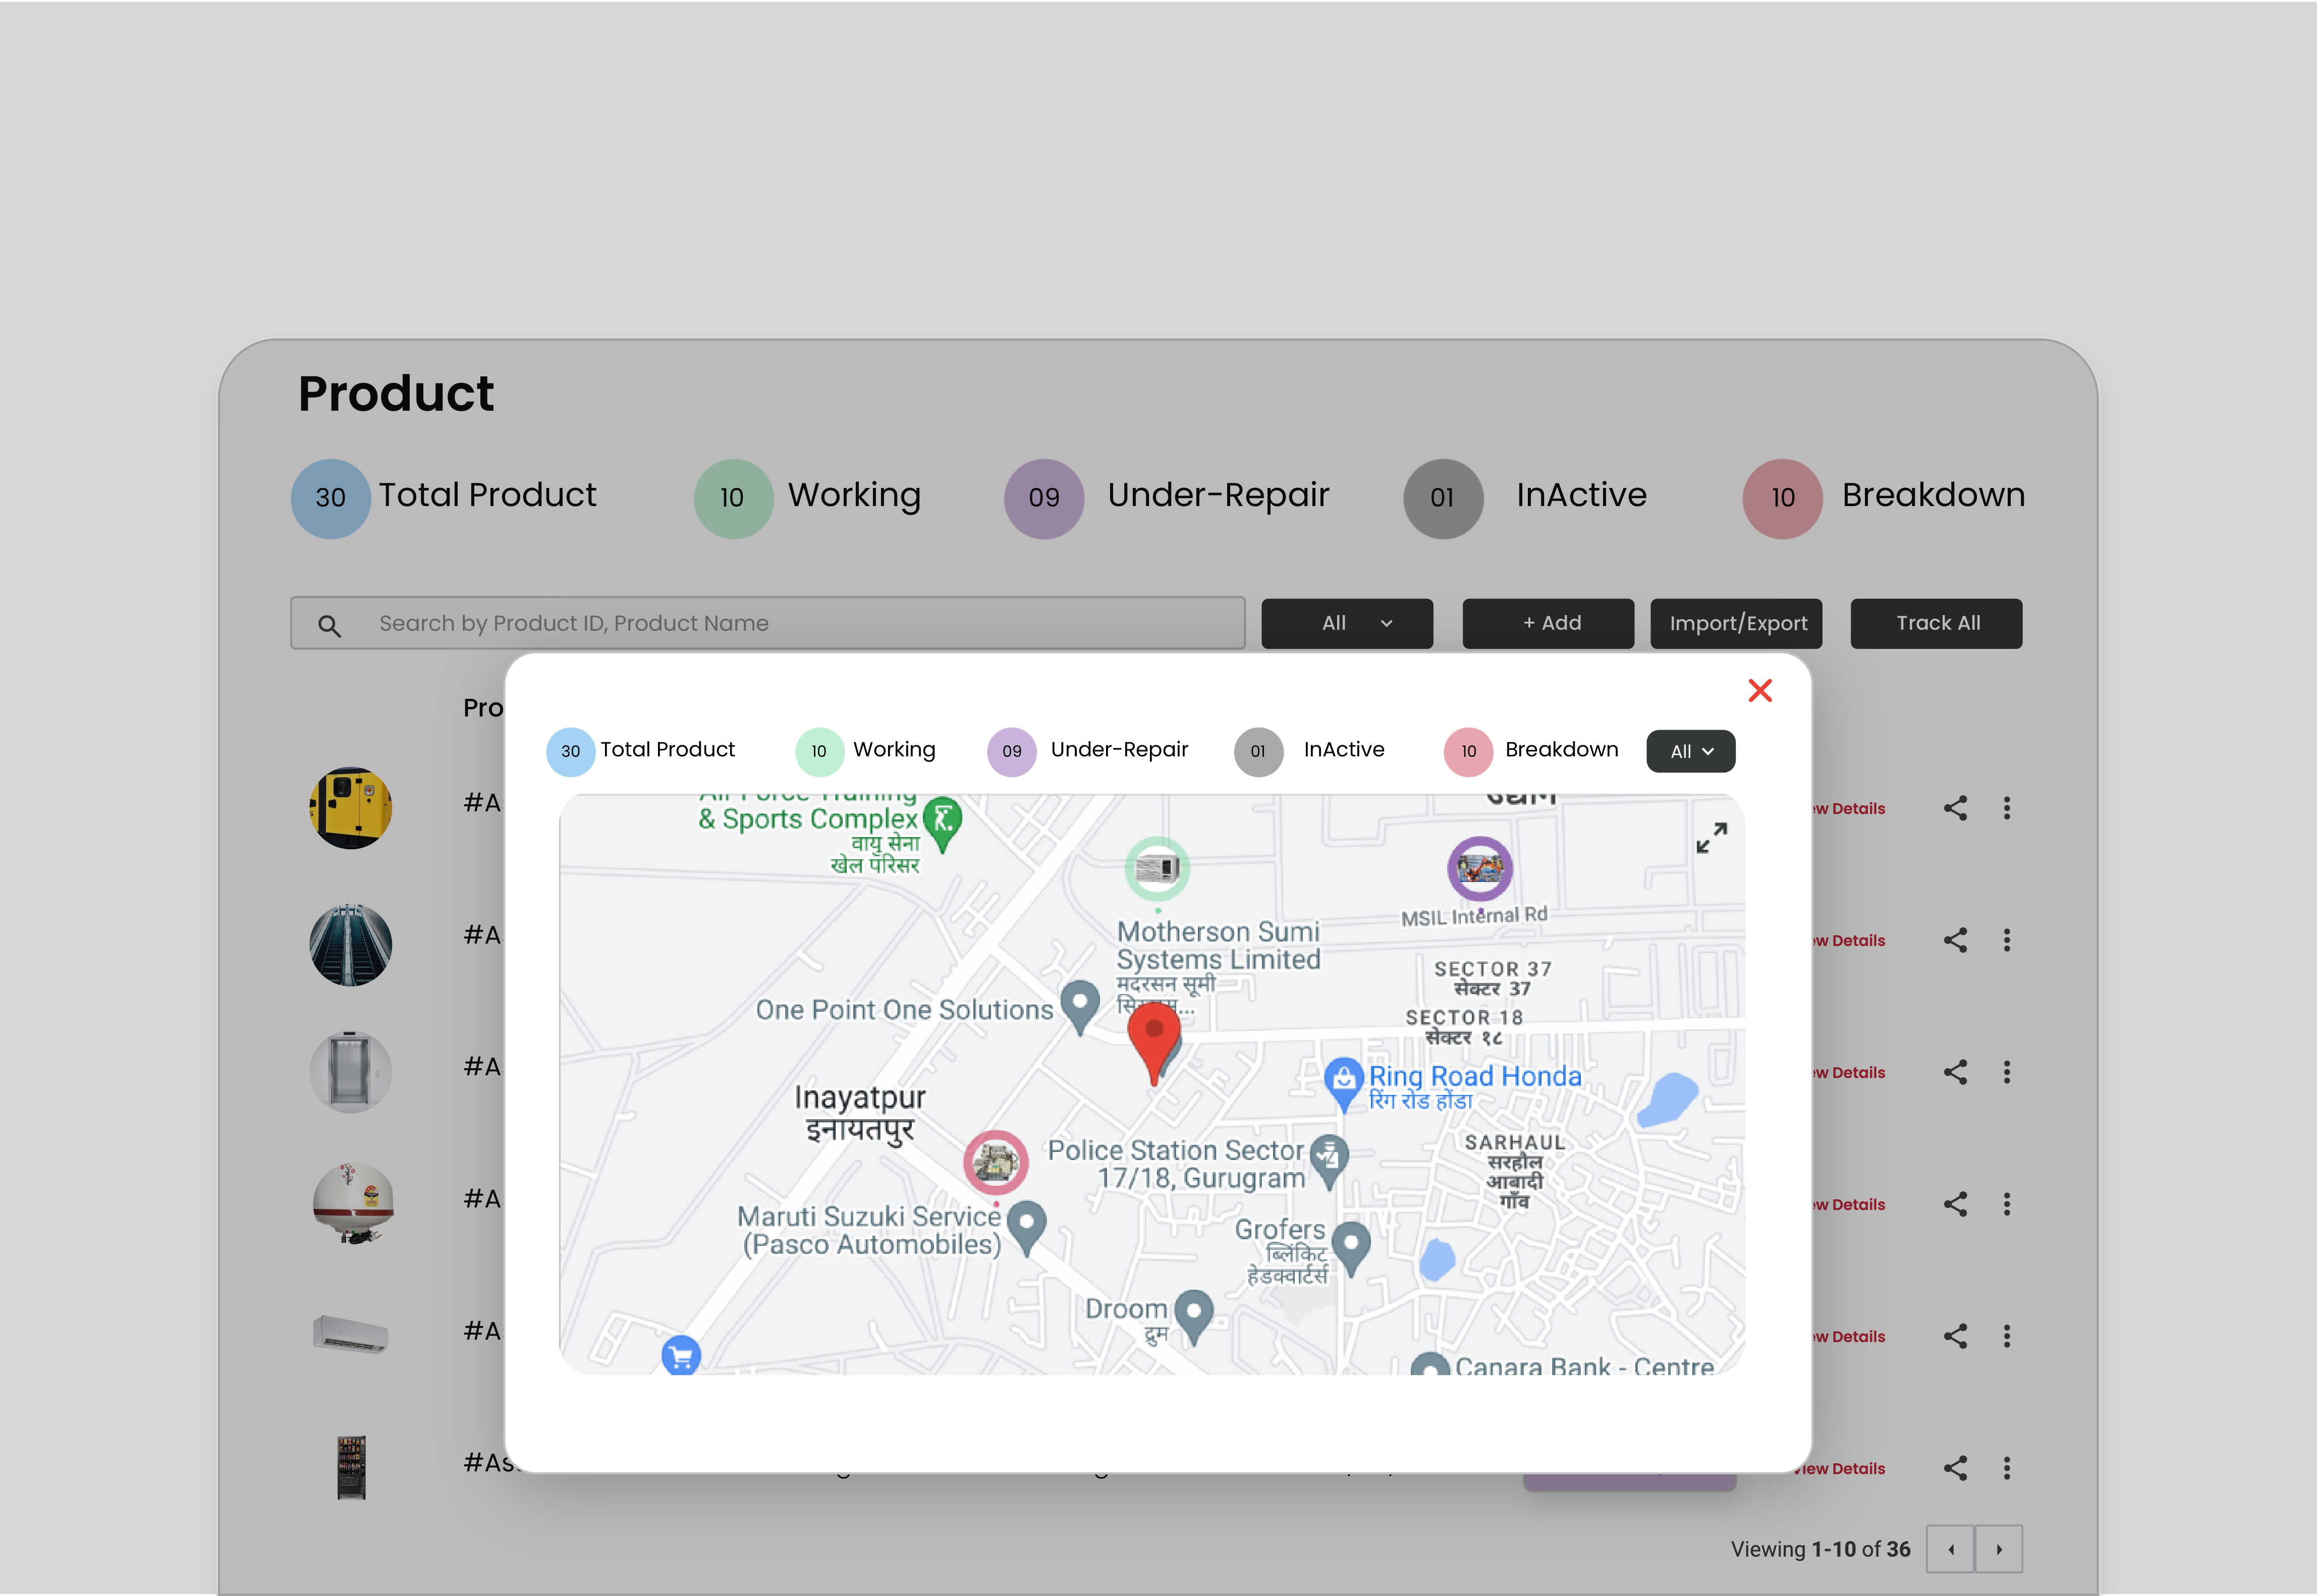 Product
30 Total Product 10 Working 09 Under-Repair 01 InActive 10 Breakdown
Search by Product ID, Product Name All + Add Import/Export Track All
30 Total Product 10 Working 09 Under-Repair 01 InActive 10 Breakdown All
& Sports Complex
वायु सेना
खेल परिसर
MSIL Internal Rd
Motherson Sumi
Systems Limited
मदरसन सूमी
SECTOR 37
सेक्टर 37
One Point One Solutions
SECTOR 18
सेक्टर १८
Ring Road Honda
रिंग रोड होंडा
Inayatpur
इनायतपुर
Police Station Sector
17/18, Gurugram
SARHAUL
सरहौल
आबादी
गाँव
Maruti Suzuki Service
(Pasco Automobiles)
Grofers
ब्लिंकिट
हेडक्वार्टर्स
Droom
द्रुम
Canara Bank - Centre
Details
Details
Details
Details
Details
View Details
Viewing 1-10 of 36